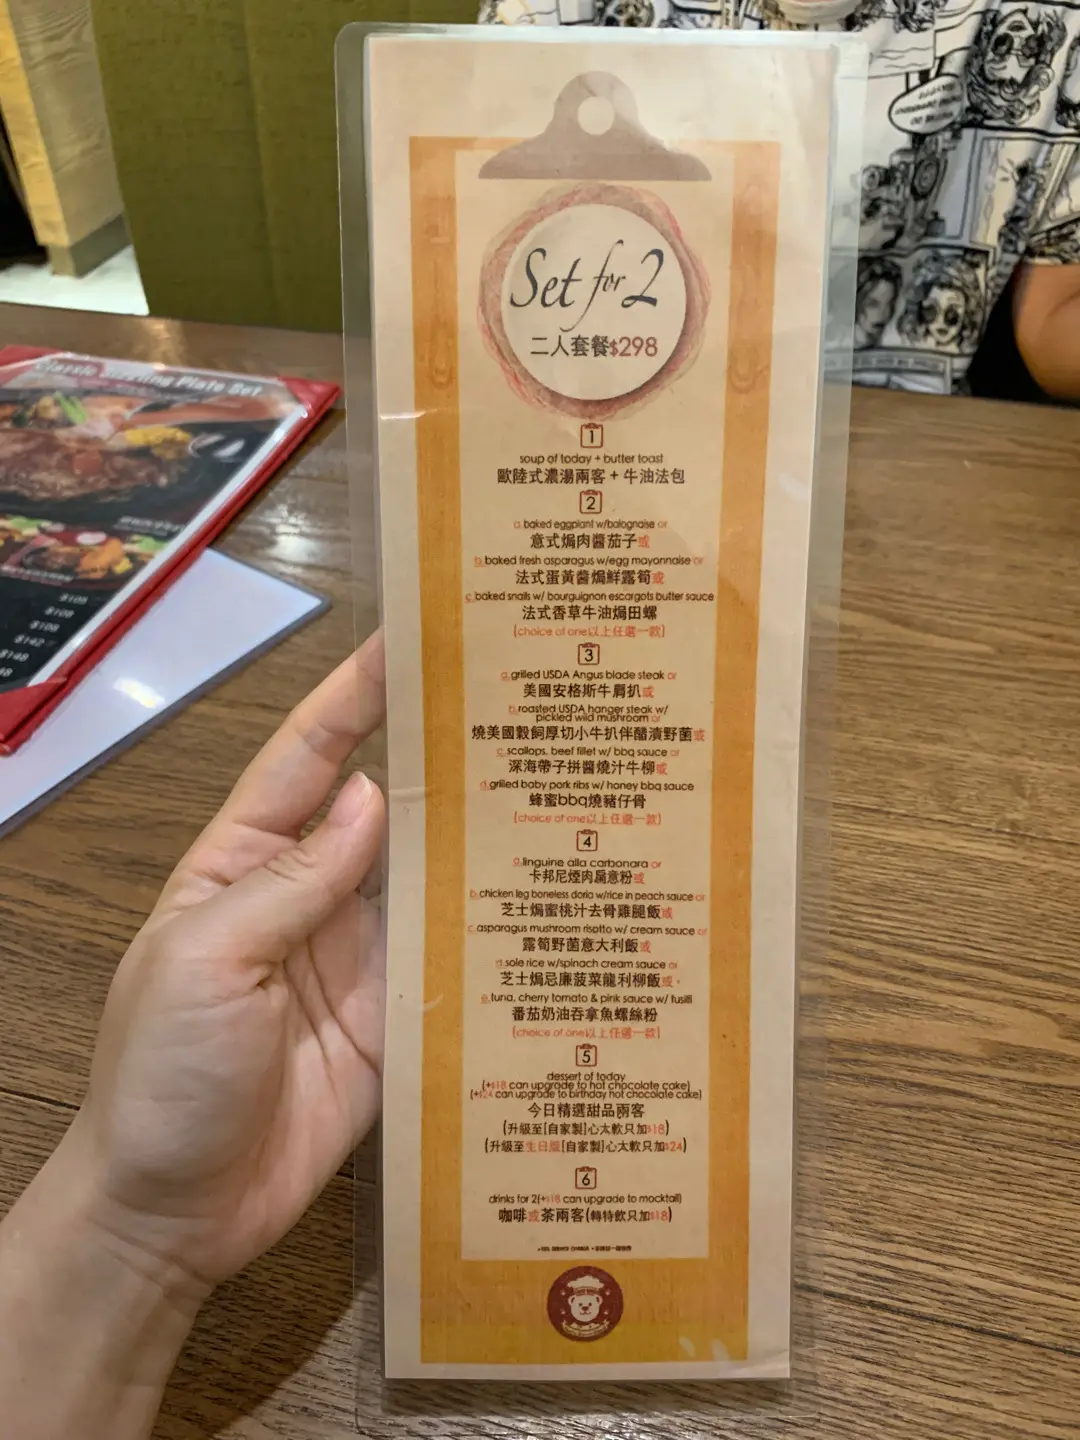 Set for 2
二人套餐$298
1
soup of today + butter toast
歐陸式濃湯兩客 + 牛油法包
2
a. baked eggplant w/bolognaise or
意式焗肉醬茄子或
b. baked fresh asparagus w/egg mayonnaise or
法式蛋黃醬焗鮮露筍或
c. baked snails w/ bourguignon escargots butter sauce
法式香草牛油焗田螺
(choice of one以上任選一款)
3
a. grilled USDA Angus blade steak or
美國安格斯牛肩扒或
b. roasted USDA hanger steak w/
pickled wild mushroom or
燒美國穀飼厚切小牛扒伴醋漬野菌或
c. scallops, beef fillet w/ bbq sauce or
深海帶子拼醬燒汁牛柳或
d. grilled baby pork ribs w/ honey bbq sauce
蜂蜜bbq燒豬仔骨
(choice of one以上任選一款)
4
a. linguine alla carbonara or
卡邦尼煙肉扁意粉或
b. chicken leg boneless doria w/rice in peach sauce or
芝士焗蜜桃汁去骨雞腿飯或
c. asparagus mushroom risotto w/ cream sauce or
露筍野菌意大利飯或
d. sole rice w/spinach cream sauce or
芝士焗忌廉菠菜龍利柳飯或
e. tuna, cherry tomato & pink sauce w/ fusilli
番茄奶油吞拿魚螺絲粉
(choice of one以上任選一款)
5
dessert of today
(+$18 can upgrade to hot chocolate cake)
(+$24 can upgrade to birthday hot chocolate cake)
今日精選甜品兩客
(升級至[自家製]心太軟只加$18)
(升級至生日版[自家製]心太軟只加$24)
6
drinks for 2(+$18 can upgrade to mocktail)
咖啡或茶兩客(轉特飲只加$18)
Classic Sizzling Plate Set
$108
$108
$108
$142
$148